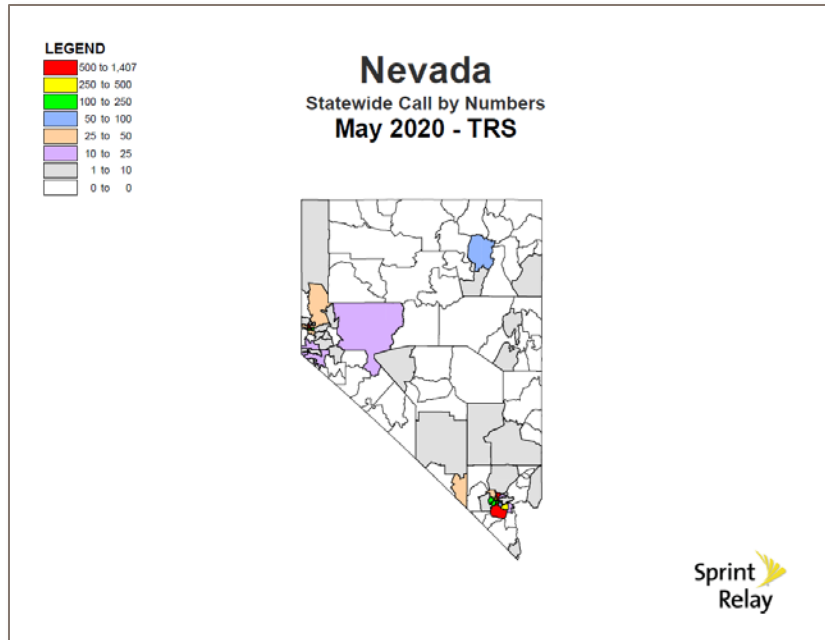 LEGEND
500 to 1,407
250 to 500
100 to 250
50 to 100
25 to 50
10 to 25
1 to 10
0 to 0
Nevada
Statewide Call by Numbers
May 2020 - TRS
Sprint
Relay